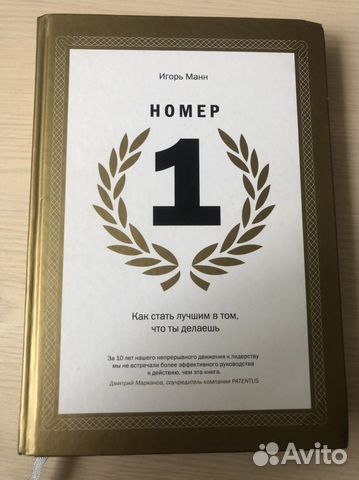 Игорь Манн
НОМЕР
1
Как стать лучшим в том,
что ты делаешь
За 10 лет нашего непрерывного движения к лидерству
мы не встречали более эффективного руководства
к действию, чем эта книга.
Дмитрий Марканов, соучредитель компании PATENTUS
Avito